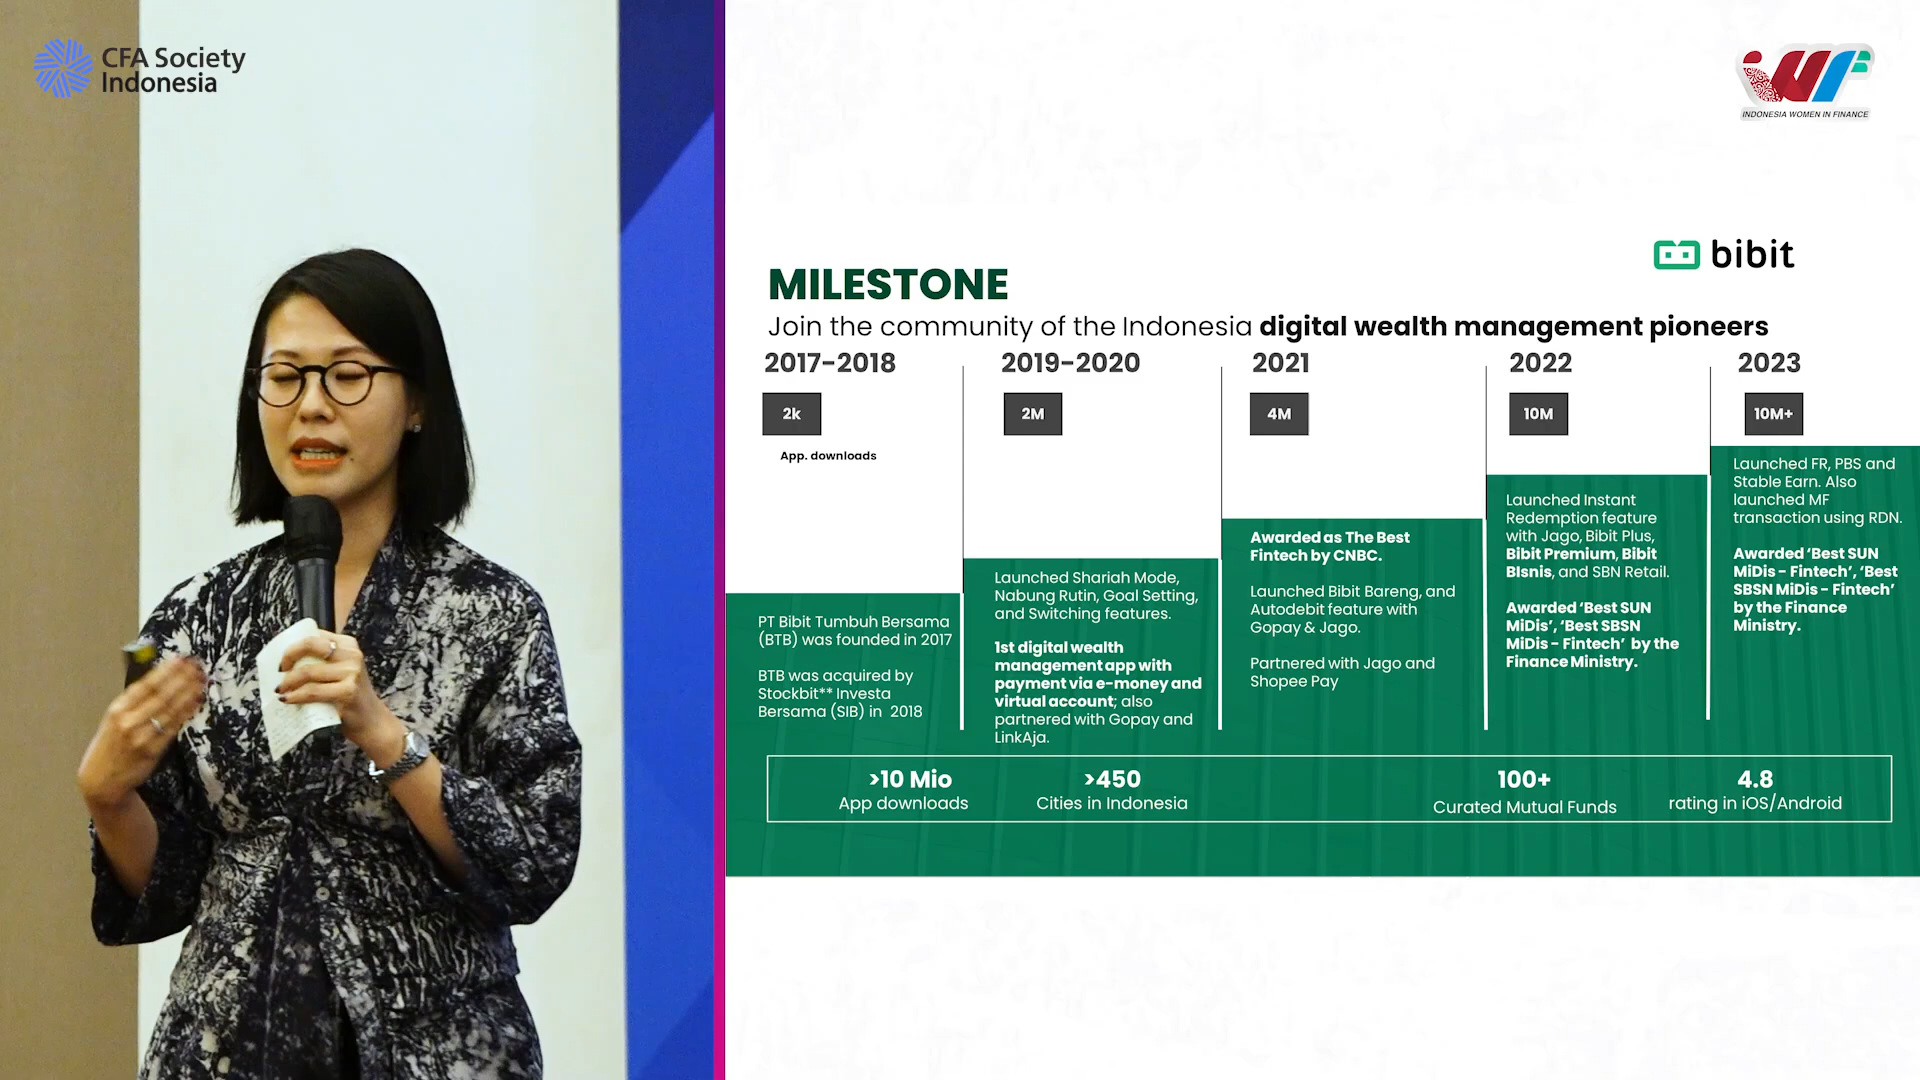 CFA Society
Indonesia
iWF
INDONESIA WOMEN IN FINANCE
bibit
MILESTONE
Join the community of the Indonesia digital wealth management pioneers
2017-2018
2k
App. downloads
PT Bibit Tumbuh Bersama
(BTB) was founded in 2017
BTB was acquired by
Stockbit** Investa
Bersama (SIB) in 2018
2019-2020
2M
Launched Shariah Mode,
Nabung Rutin, Goal Setting,
and Switching features.
1st digital wealth
management app with
payment via e-money and
virtual account; also
partnered with Gopay and
LinkAja.
2021
4M
Awarded as The Best
Fintech by CNBC.
Launched Bibit Bareng, and
Autodebit feature with
Gopay & Jago.
Partnered with Jago and
Shopee Pay
2022
10M
Launched Instant
Redemption feature
with Jago, Bibit Plus,
Bibit Premium, Bibit
BIsnis, and SBN Retail.
Awarded ‘Best SUN
MiDis’, ‘Best SBSN
MiDis - Fintech’ by the
Finance Ministry.
2023
10M+
Launched FR, PBS and
Stable Earn. Also
launched MF
transaction using RDN.
Awarded ‘Best SUN
MiDis - Fintech’, ‘Best
SBSN MiDis - Fintech’
by the Finance
Ministry.
>10 Mio
App downloads
>450
Cities in Indonesia
100+
Curated Mutual Funds
4.8
rating in iOS/Android